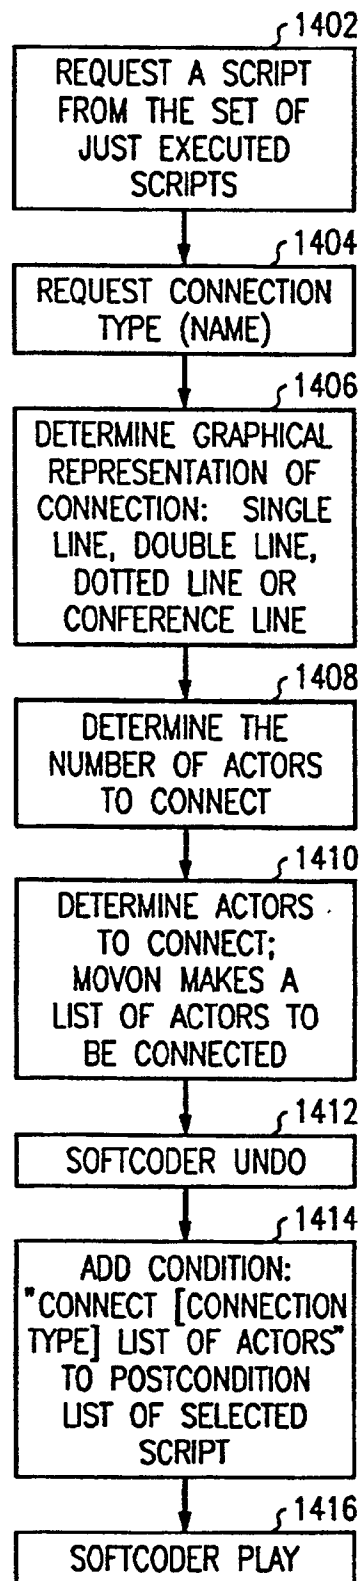 1402
REQUEST A SCRIPT
FROM THE SET OF
JUST EXECUTED
SCRIPTS
1404
REQUEST CONNECTION
TYPE (NAME)
1406
DETERMINE GRAPHICAL
REPRESENTATION OF
CONNECTION: SINGLE
LINE, DOUBLE LINE,
DOTTED LINE OR
CONFERENCE LINE
1408
DETERMINE THE
NUMBER OF ACTORS
TO CONNECT
1410
DETERMINE ACTORS
TO CONNECT;
MOVON MAKES A
LIST OF ACTORS TO
BE CONNECTED
1412
SOFTCODER UNDO
1414
ADD CONDITION:
"CONNECT [CONNECTION
TYPE] LIST OF ACTORS"
TO POSTCONDITION
LIST OF SELECTED
SCRIPT
1416
SOFTCODER PLAY